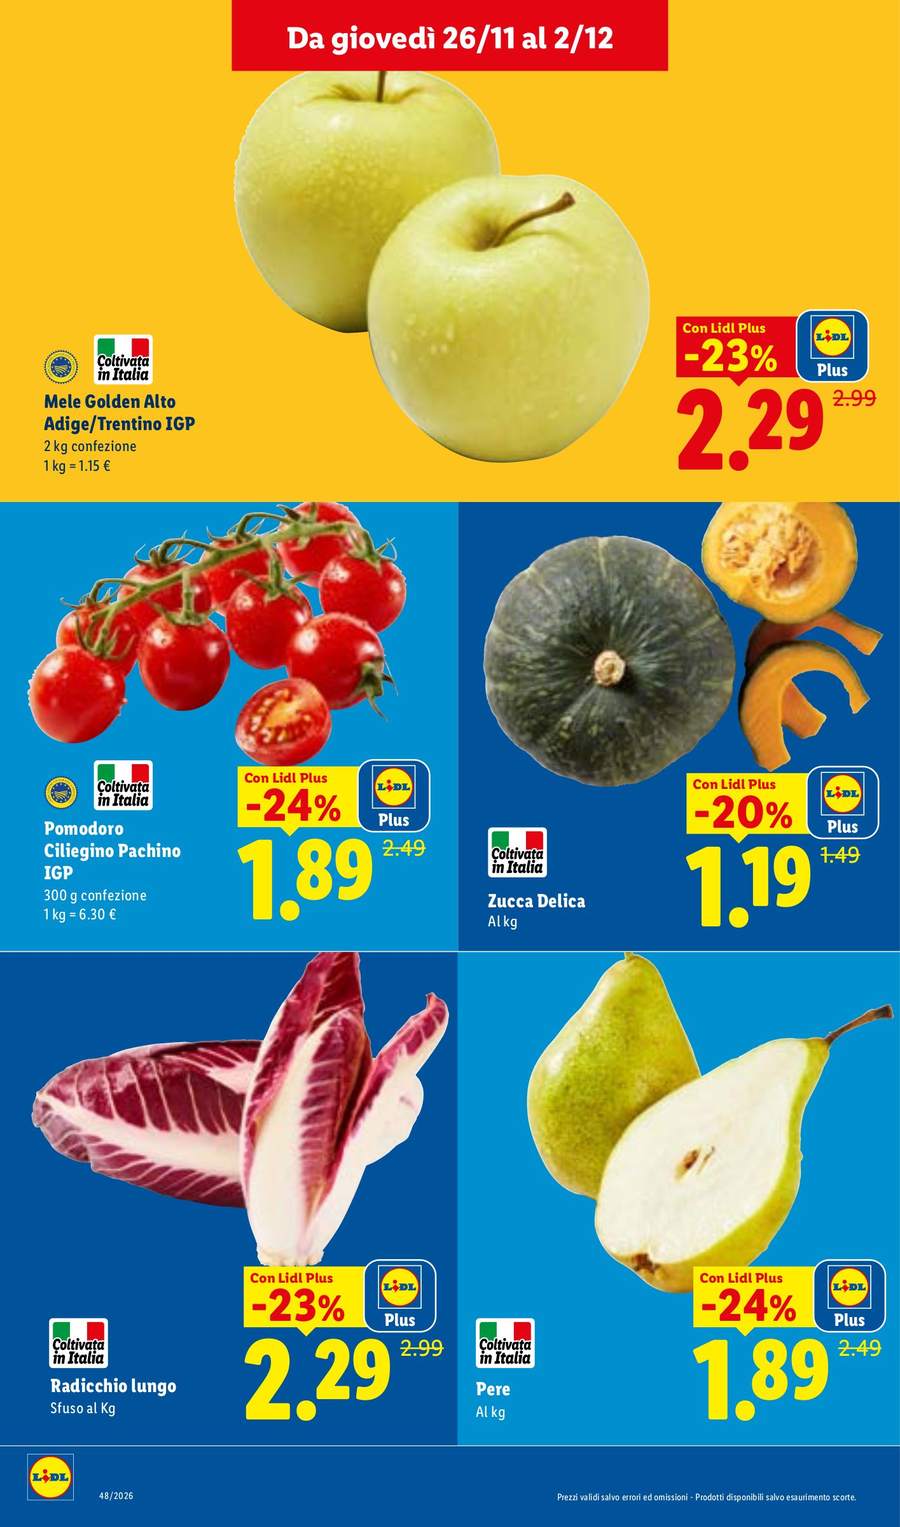 Da giovedì 26/11 al 2/12
Coltivata
in Italia
Mele Golden Alto
Adige/Trentino IGP
2 kg confezione
1 kg = 1.15 €
Con Lidl Plus
-23%
LIDL
Plus
2.99
2.29
Coltivata
in Italia
Pomodoro
Ciliegino Pachino
IGP
300 g confezione
1 kg = 6.30 €
Con Lidl Plus
-24%
LIDL
Plus
2.49
1.89
Coltivata
in Italia
Zucca Delica
Al kg
Con Lidl Plus
-20%
LIDL
Plus
1.49
1.19
Coltivata
in Italia
Radicchio lungo
Sfuso al Kg
Con Lidl Plus
-23%
LIDL
Plus
2.99
2.29
Coltivata
in Italia
Pere
Al kg
Con Lidl Plus
-24%
LIDL
Plus
2.49
1.89
LIDL
48/2026
Prezzi validi salvo errori ed omissioni - Prodotti disponibili salvo esaurimento scorte.